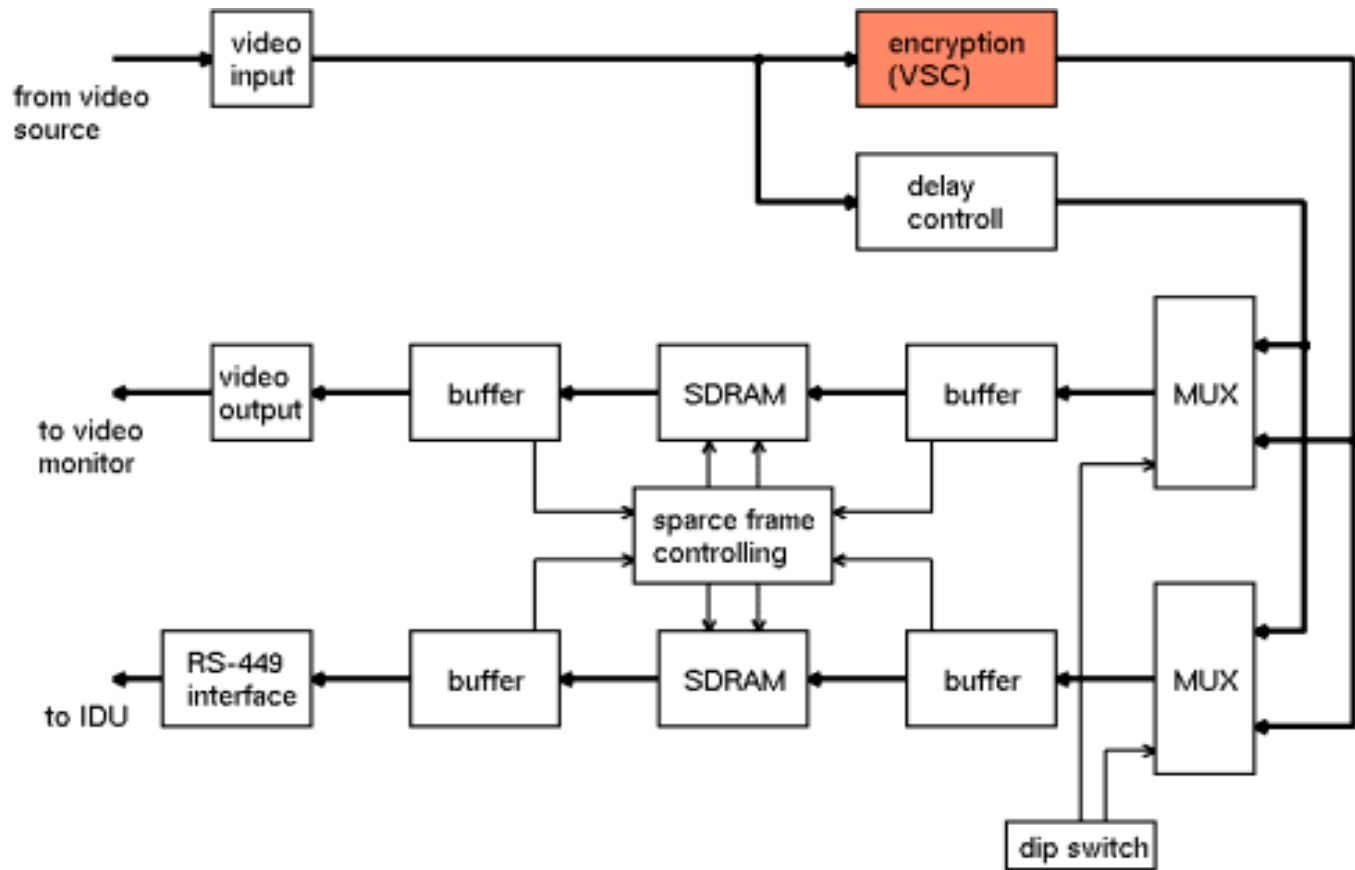 video
input
encryption
(VSC)
from video
source
delay
controll
video
output
buffer
SDRAM
buffer
MUX
to video
monitor
sparce frame
controlling
RS-449
interface
buffer
SDRAM
buffer
MUX
to IDU
dip switch